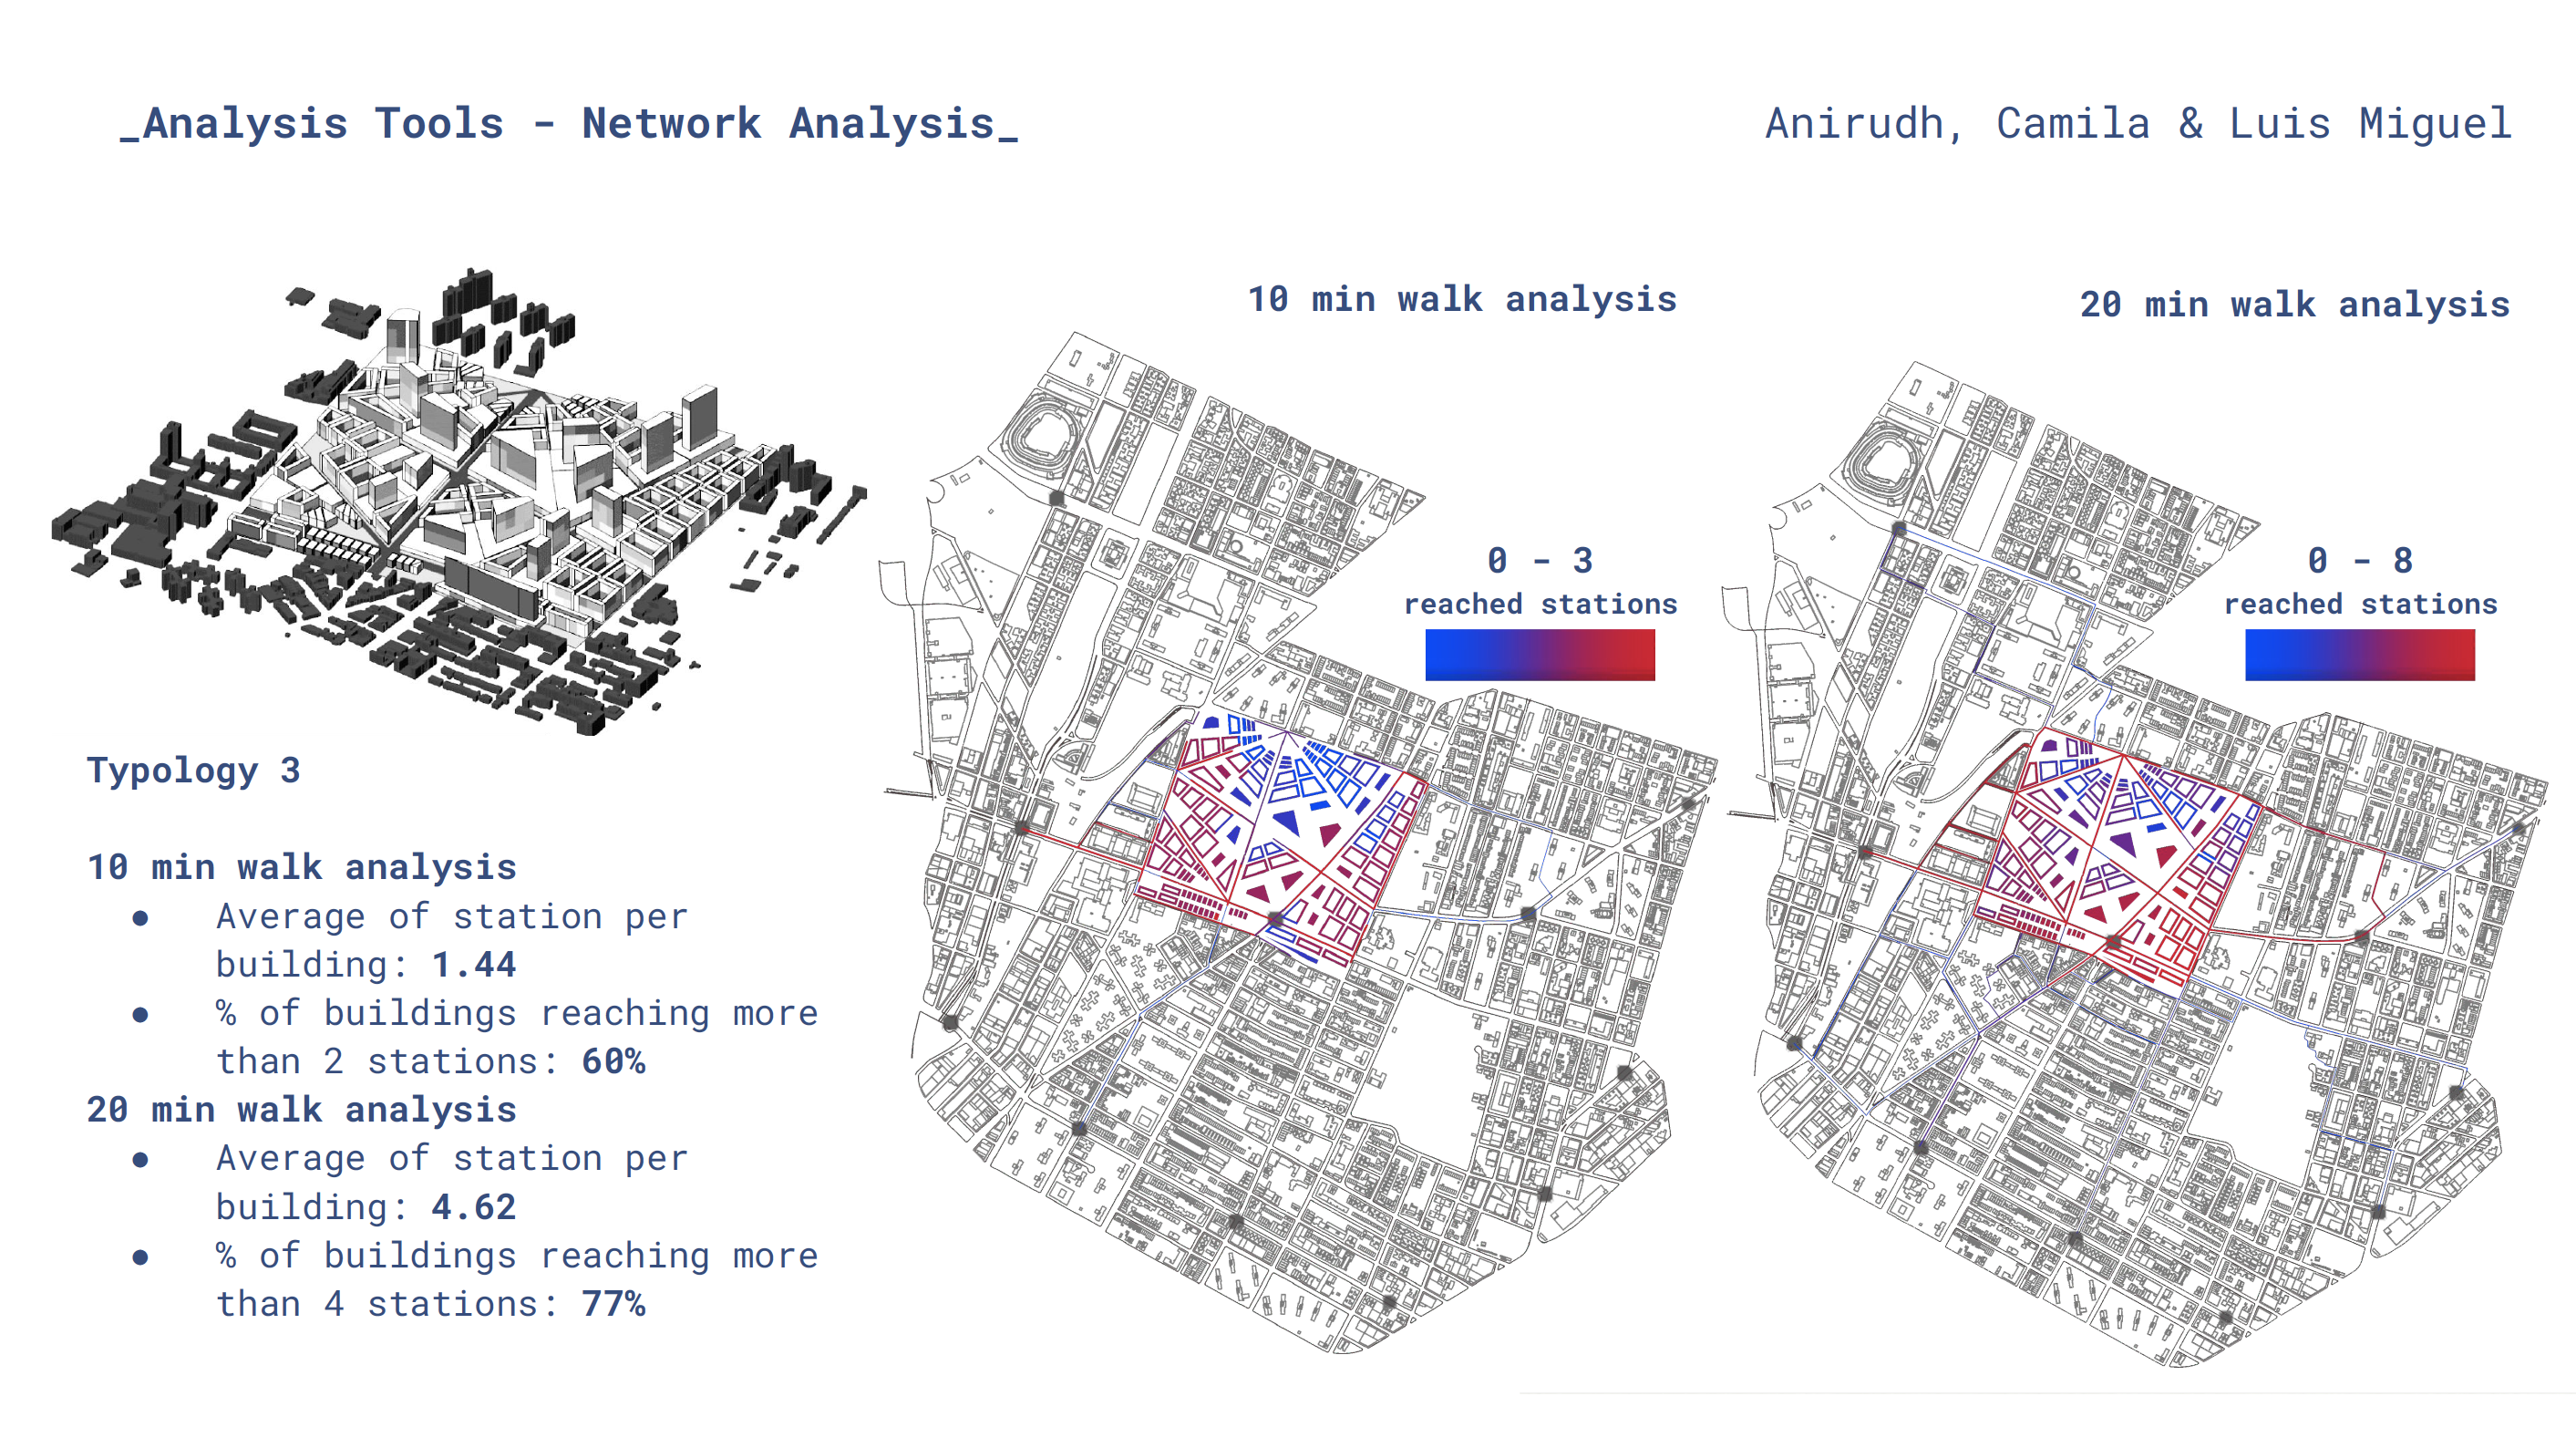 _Analysis Tools - Network Analysis_
Anirudh, Camila & Luis Miguel
10 min walk analysis
20 min walk analysis
0 - 3
reached stations
0 - 8
reached stations
Typology 3
10 min walk analysis
● Average of station per
building: 1.44
● % of buildings reaching more
than 2 stations: 60%
20 min walk analysis
● Average of station per
building: 4.62
● % of buildings reaching more
than 4 stations: 77%